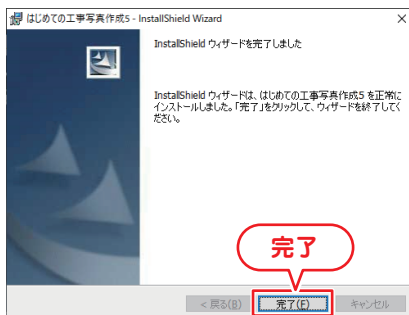 はじめての工事写真作成5 - InstallShield Wizard
InstallShield ウィザードを完了しました
InstallShield ウィザードは、はじめての工事写真作成5 を正常に
インストールしました。「完了」をクリックして、ウィザードを終了してく
ださい。
完了
< 戻る(B)
完了(F)
キャンセル